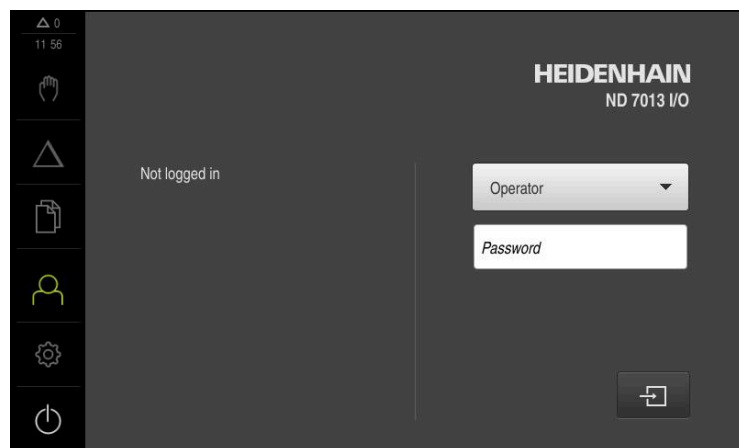 0
11 56
HEIDENHAIN
ND 7013 I/O
Not logged in
Operator
Password